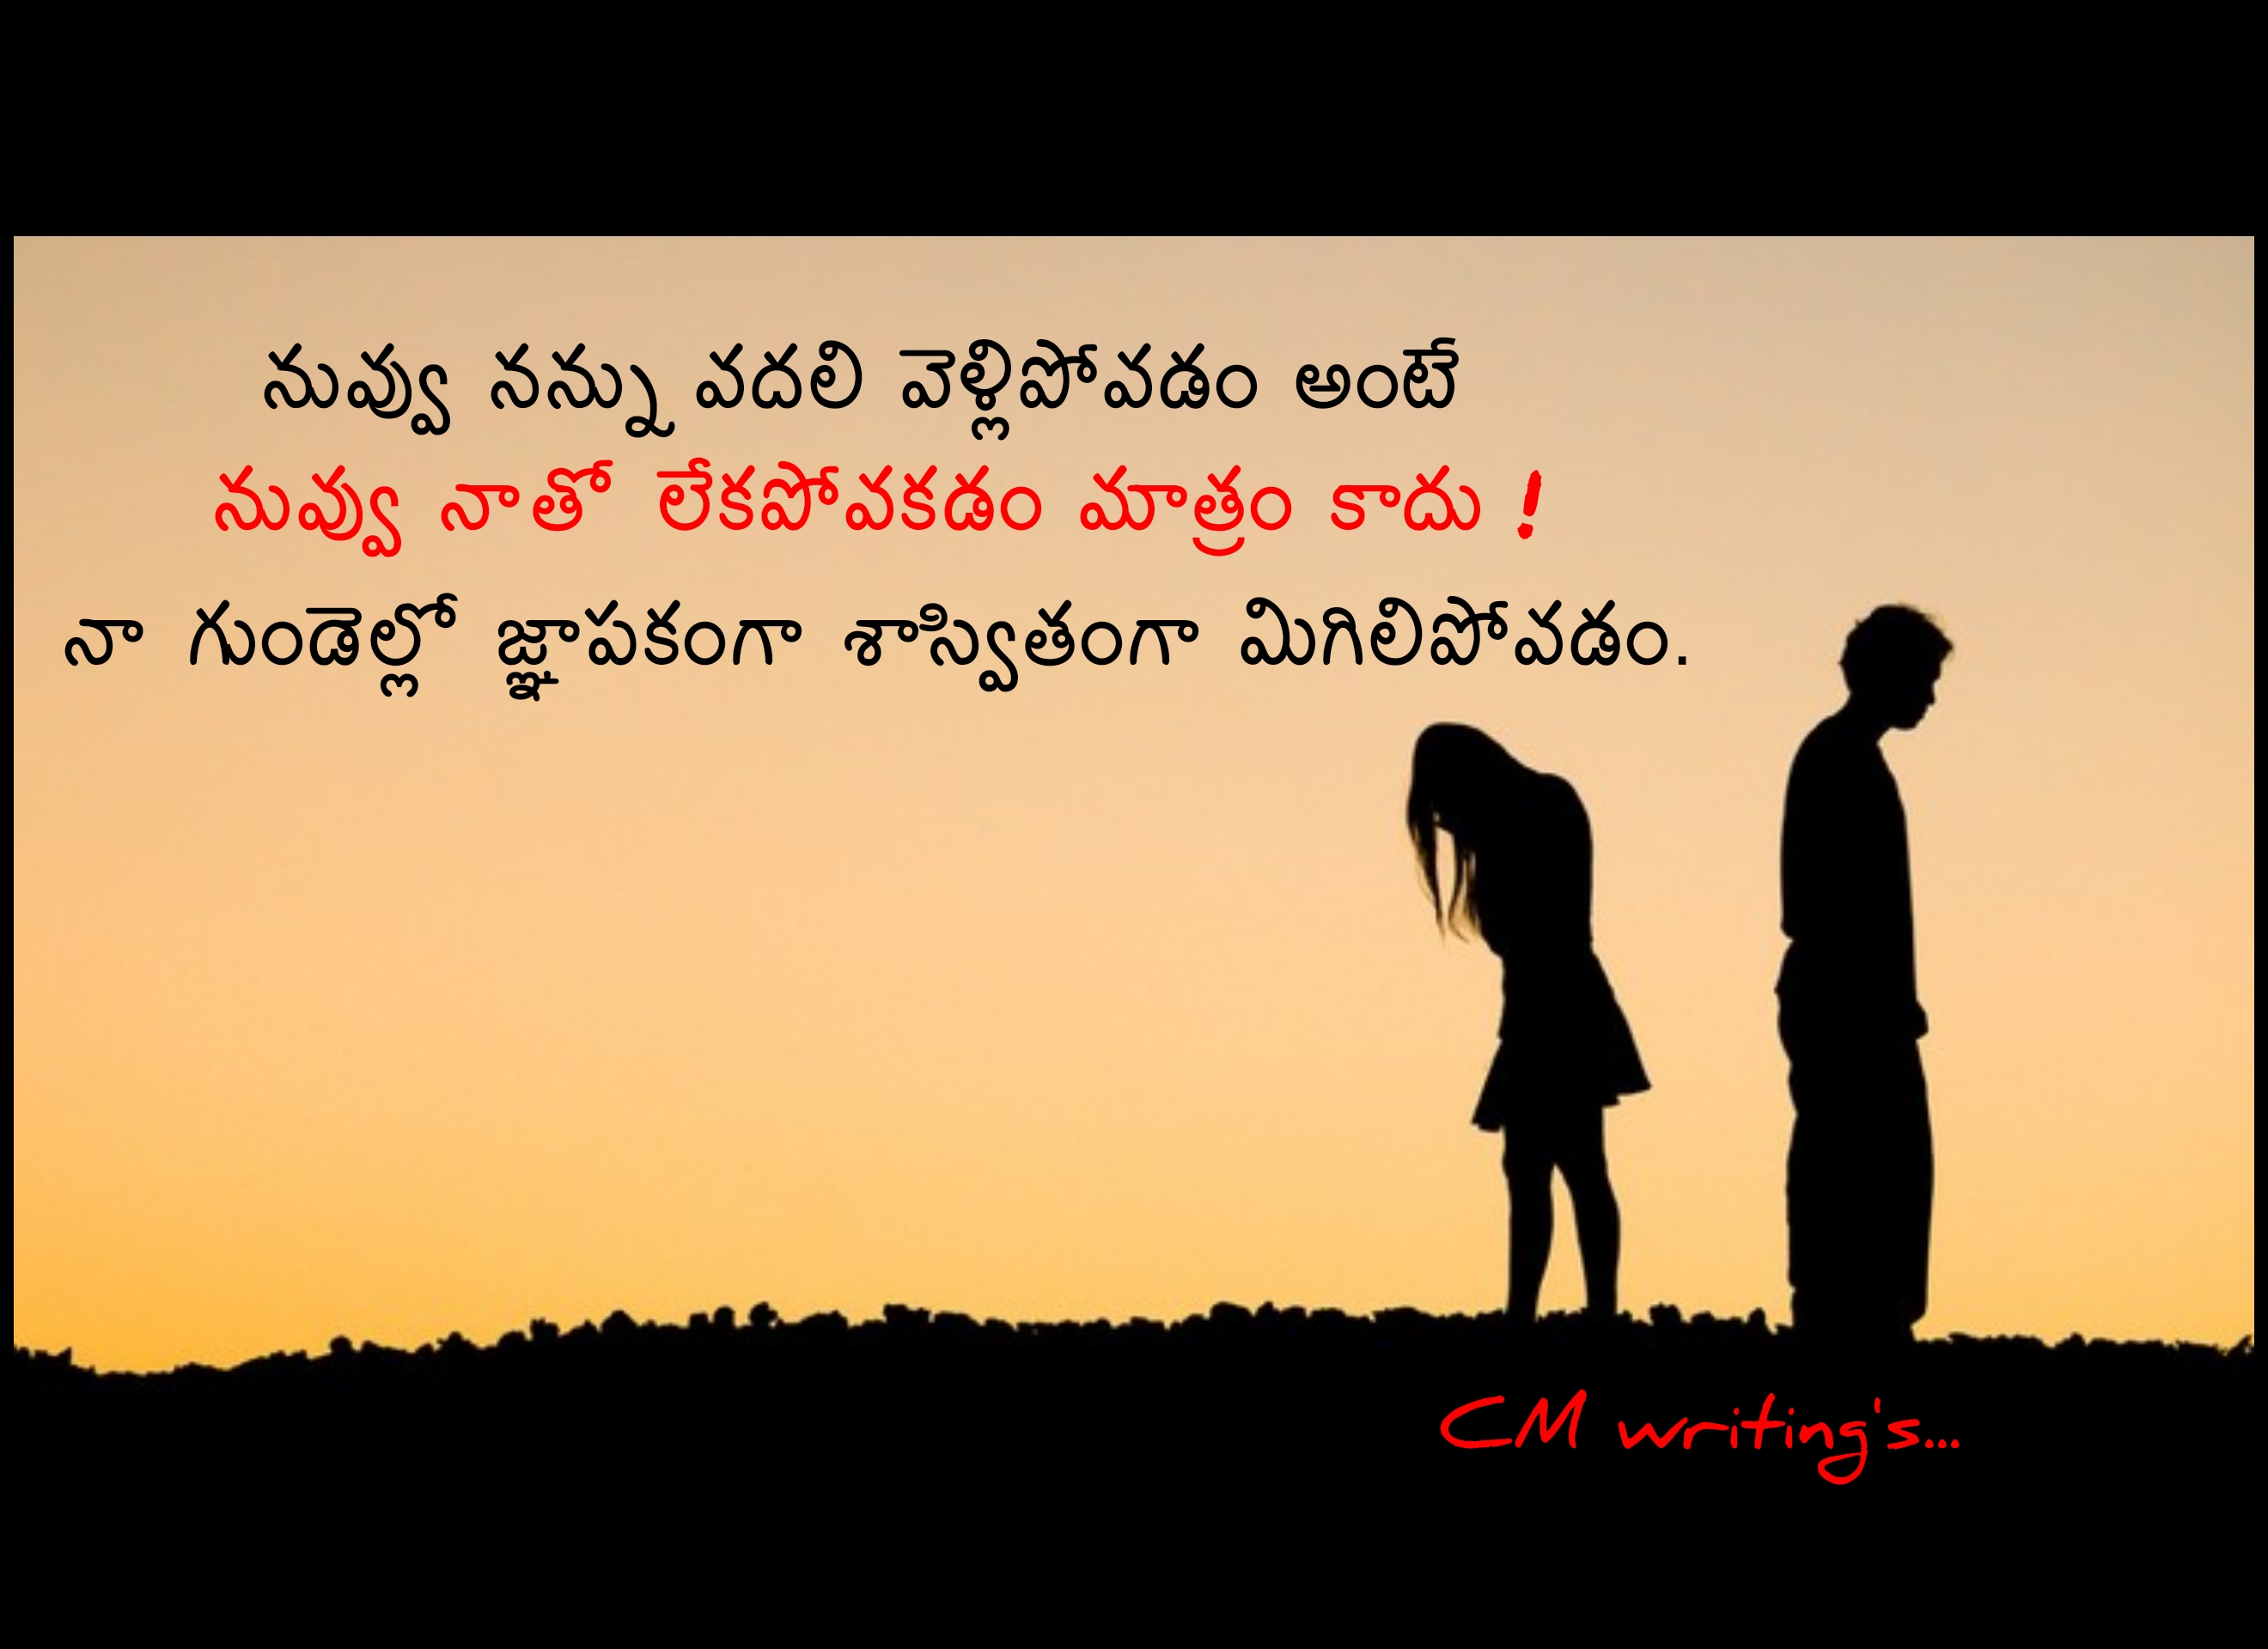 నువ్వు నన్ను వదలి వెళ్లిపోవడం అంటే
నువ్వు నాతో లేకపోవకడం మాత్రం కాదు !
నా గుండెల్లో జ్ఞాపకంగా శాస్వితంగా మిగిలిపోవడం.
CM writing's...